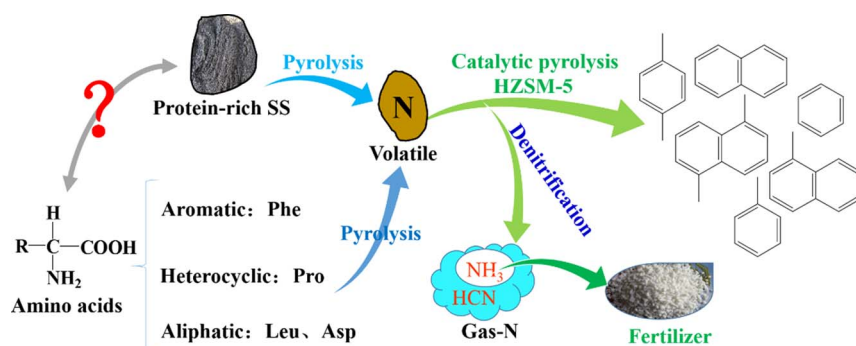 Pyrolysis
Catalytic pyrolysis
HZSM-5
?
Protein-rich SS
N
Volatile
Denitrification
H
R-C-COOH
NH₂
Amino acids
Aromatic：Phe
Heterocyclic：Pro
Aliphatic：Leu、Asp
Pyrolysis
NH₃
HCN
Gas-N
Fertilizer